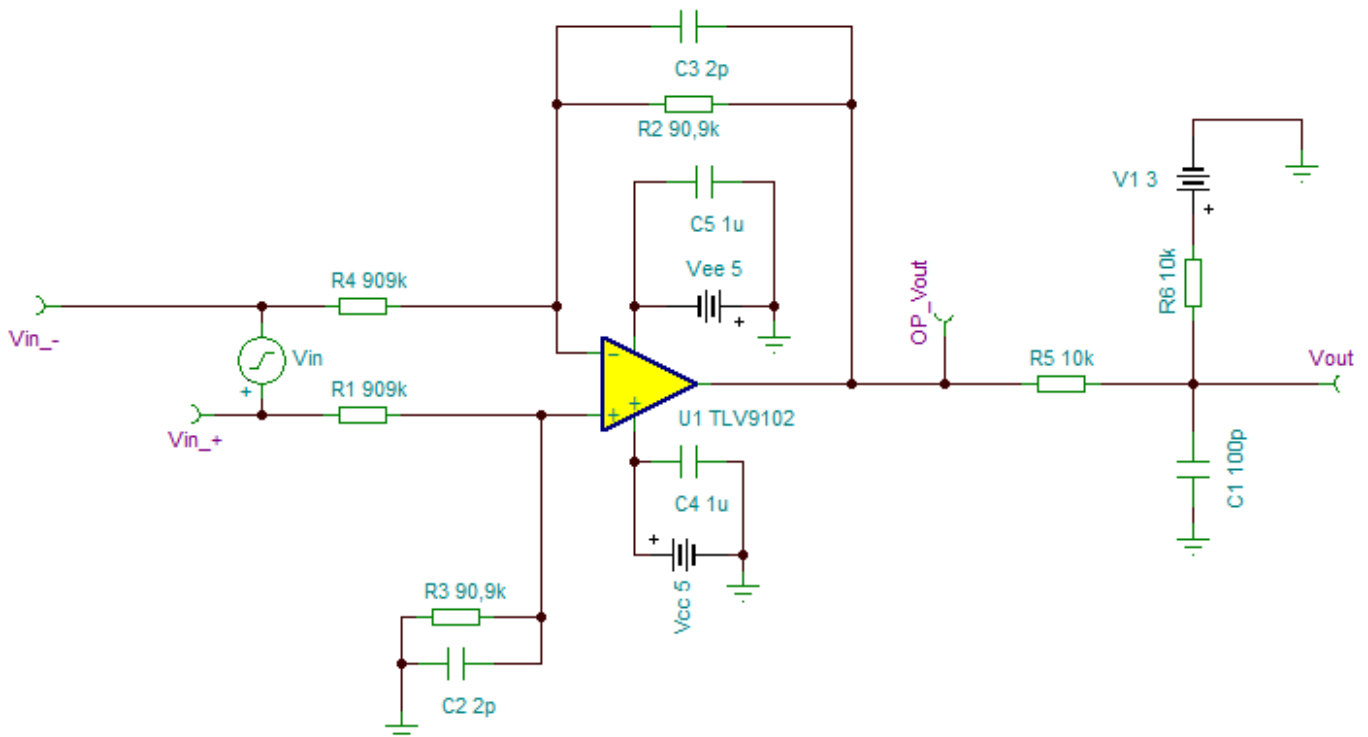 C3 2p
R2 90,9k
V1 3
+
C5 1u
R4 909k
Vee 5
+
R6 10k
OP_Vout
Vin_-
Vin
+
R1 909k
R5 10k
Vout
Vin_+
U1 TLV9102
C4 1u
C1 100p
+
Vcc 5
R3 90,9k
C2 2p